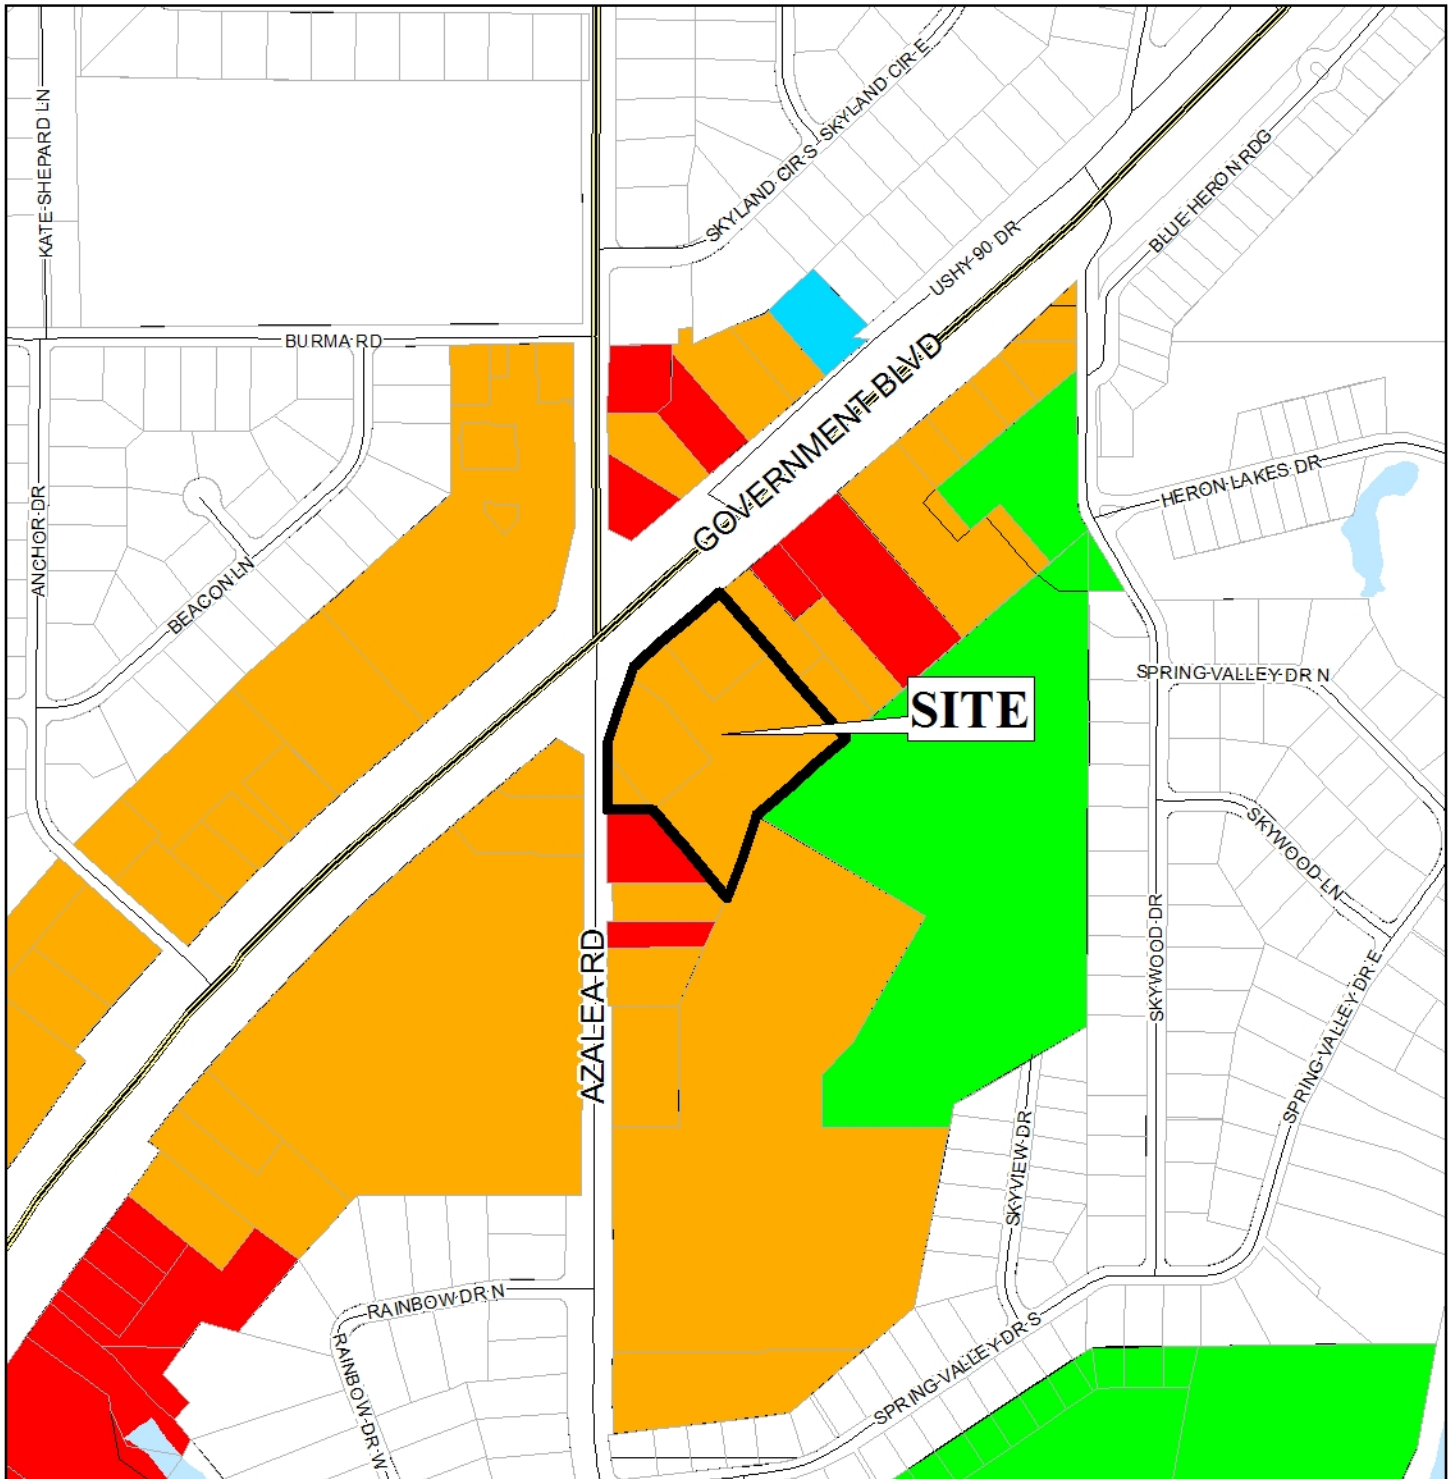 SKYLAND CIR E
KATE SHEPARD LN
SKYLAND CIR S
BLUE HERON RDG
USHY 90 DR
BURMA RD
GOVERNMENT BLVD
HERON LAKES DR
ANCHOR DR
BEACON LN
SPRING VALLEY DR N
SITE
SKYWOOD LN
SKYWOOD DR
AZALEA RD
SPRING VALLEY DR E
SKYVIEW DR
RAINBOW DR N
SPRING VALLEY DR S
RAINBOW DR W